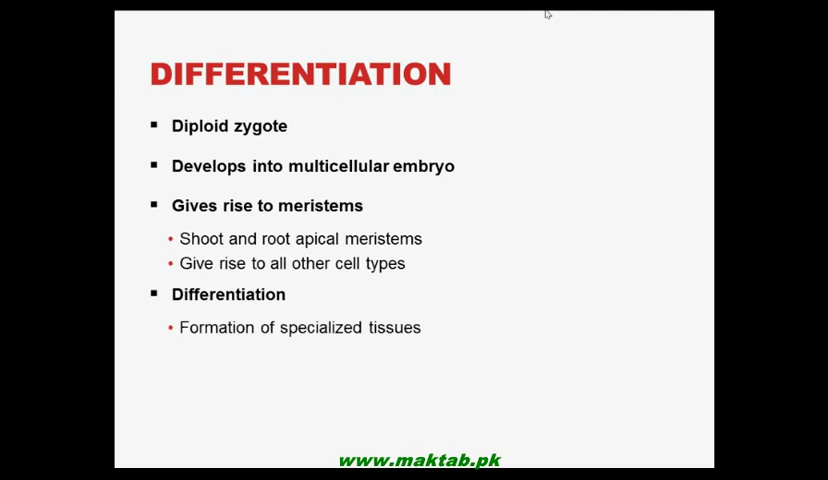 DIFFERENTIATION
▪ Diploid zygote
▪ Develops into multicellular embryo
▪ Gives rise to meristems
• Shoot and root apical meristems
• Give rise to all other cell types
▪ Differentiation
• Formation of specialized tissues
www.maktab.pk